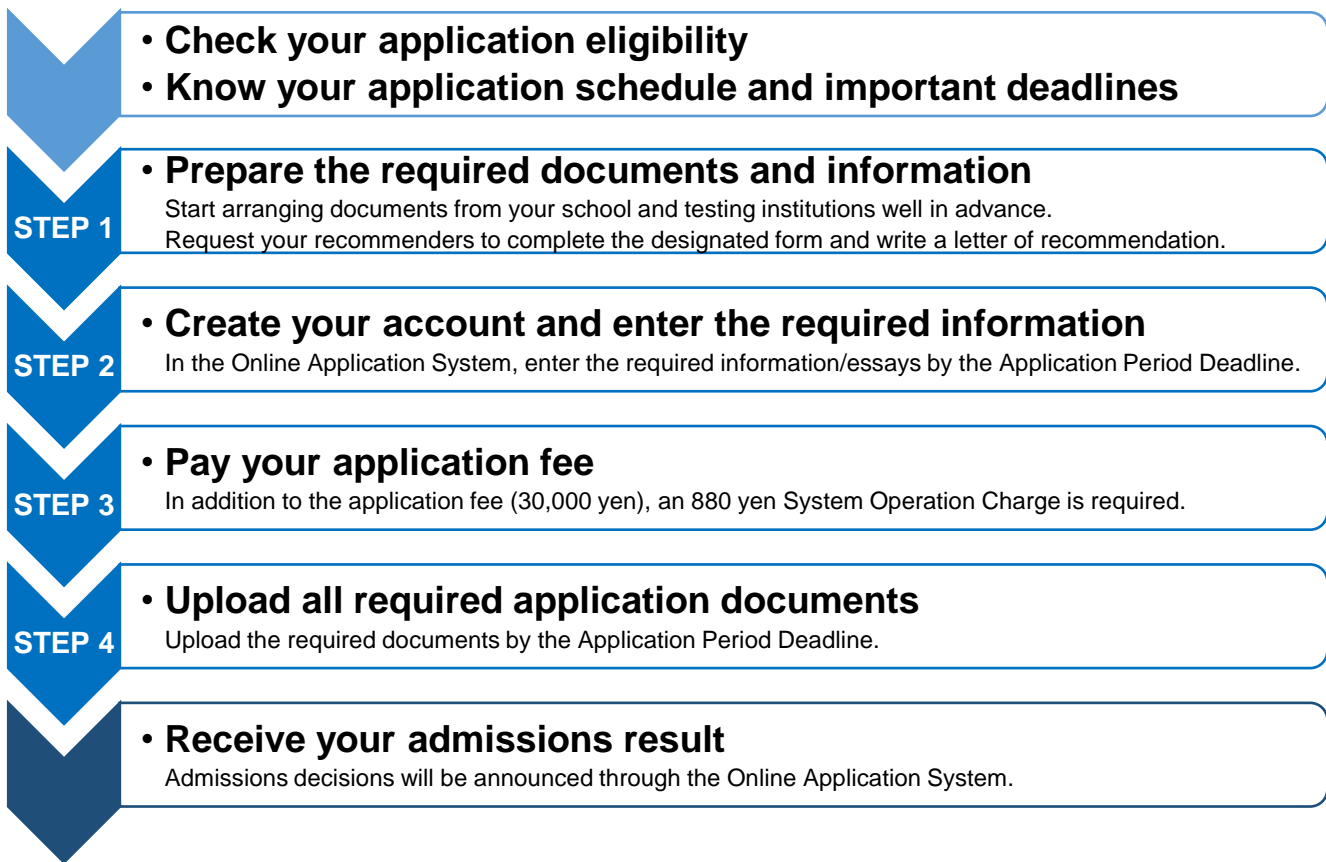 • Check your application eligibility
• Know your application schedule and important deadlines
STEP 1
• Prepare the required documents and information
Start arranging documents from your school and testing institutions well in advance.
Request your recommenders to complete the designated form and write a letter of recommendation.
STEP 2
• Create your account and enter the required information
In the Online Application System, enter the required information/essays by the Application Period Deadline.
STEP 3
• Pay your application fee
In addition to the application fee (30,000 yen), an 880 yen System Operation Charge is required.
STEP 4
• Upload all required application documents
Upload the required documents by the Application Period Deadline.
• Receive your admissions result
Admissions decisions will be announced through the Online Application System.